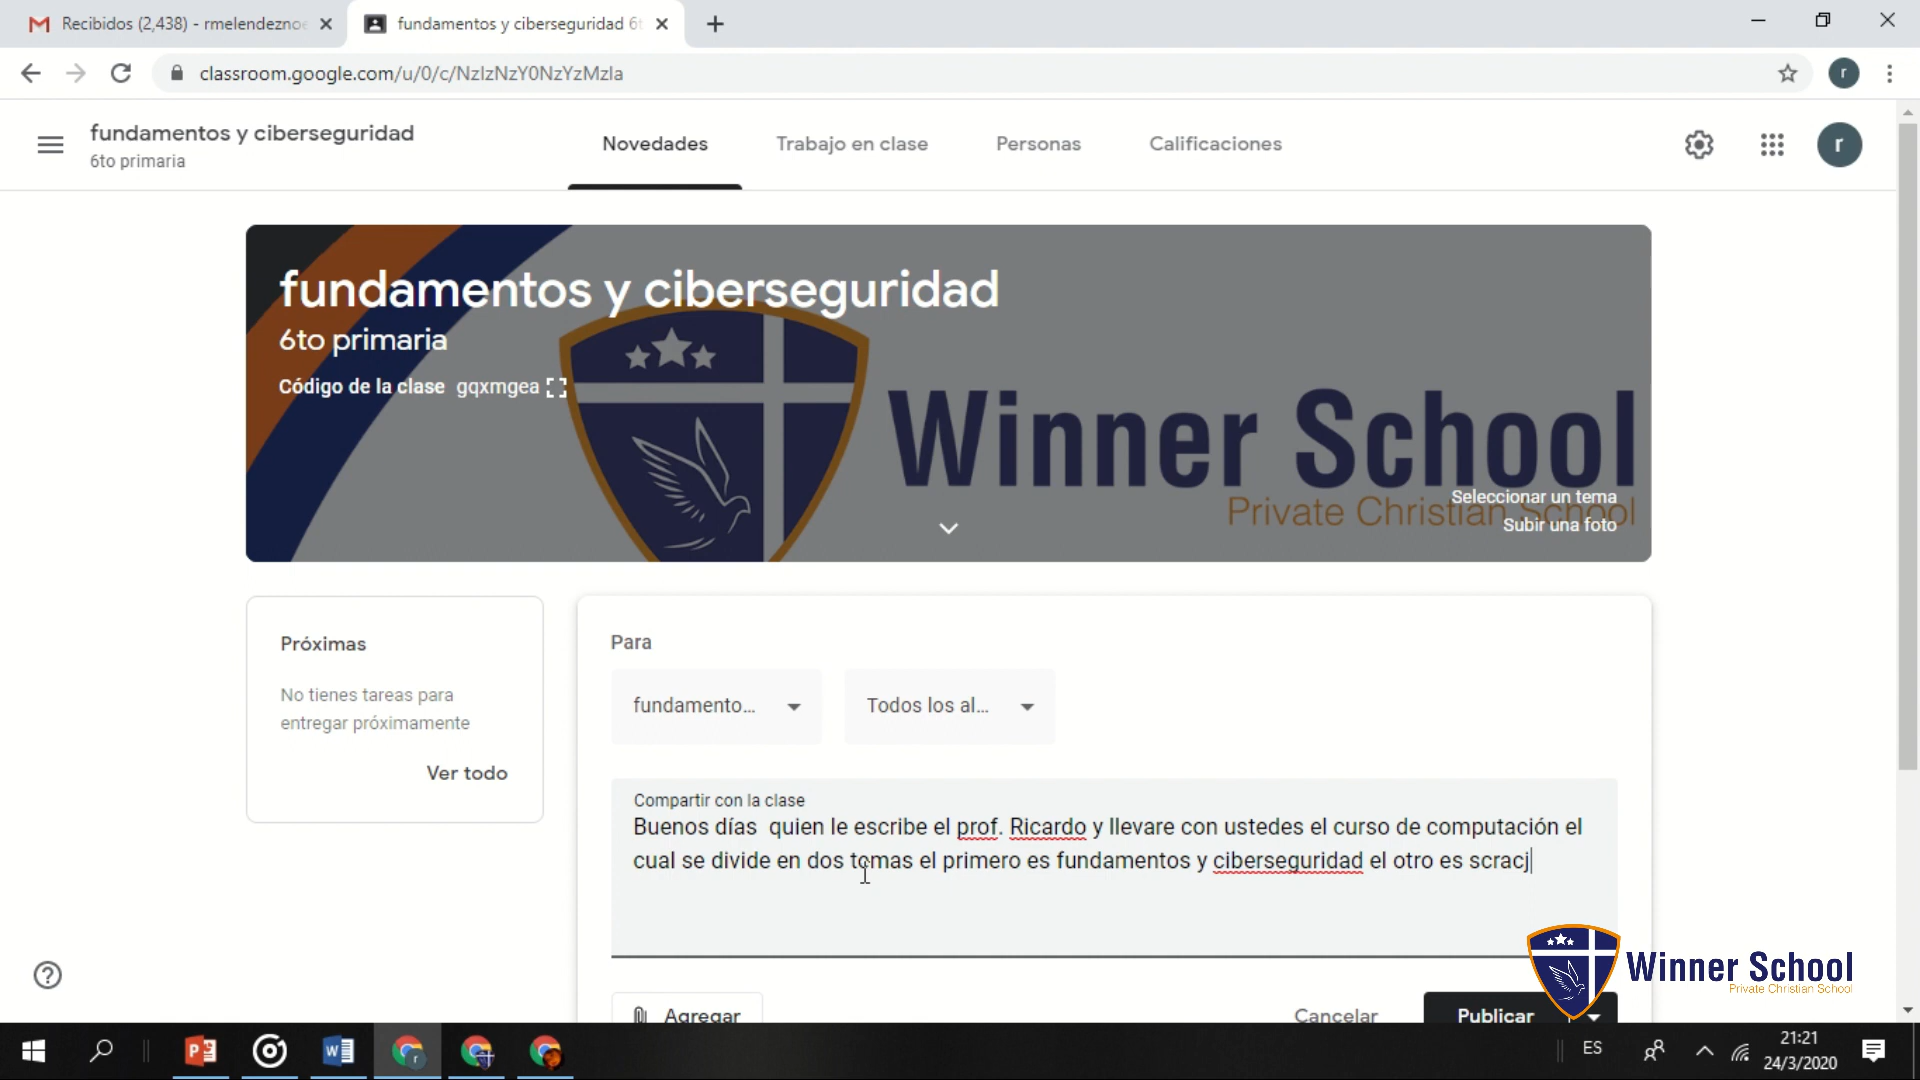 Recibidos (2,438) - rmelendeznoe
fundamentos y ciberseguridad 6t
classroom.google.com/u/0/c/NzIzNzY0NzYzMzIa
r
fundamentos y ciberseguridad
6to primaria
Novedades
Trabajo en clase
Personas
Calificaciones
r
fundamentos y ciberseguridad
6to primaria
Código de la clase gqxmgea
Winner School
Private Christian School
Seleccionar un tema
Subir una foto
Próximas
No tienes tareas para
entregar próximamente
Ver todo
Para
fundamento...
Todos los al...
Compartir con la clase
Buenos días  quien le escribe el prof. Ricardo y llevare con ustedes el curso de computación el
cual se divide en dos temas el primero es fundamentos y ciberseguridad el otro es scracj
Agregar
Cancelar
Publicar
Winner School
Private Christian School
ES
21:21
24/3/2020